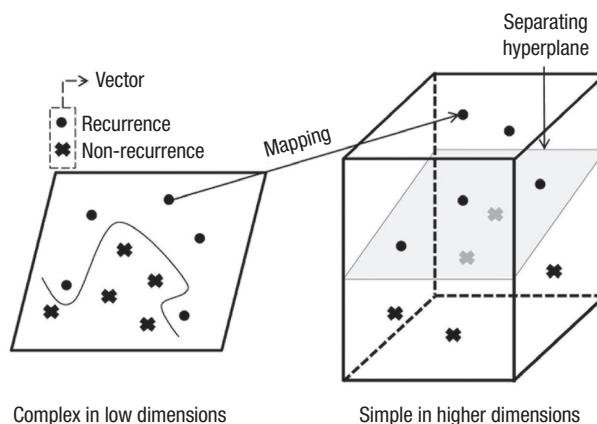 Vector
Recurrence
Non-recurrence
Mapping
Separating
hyperplane
Complex in low dimensions
Simple in higher dimensions